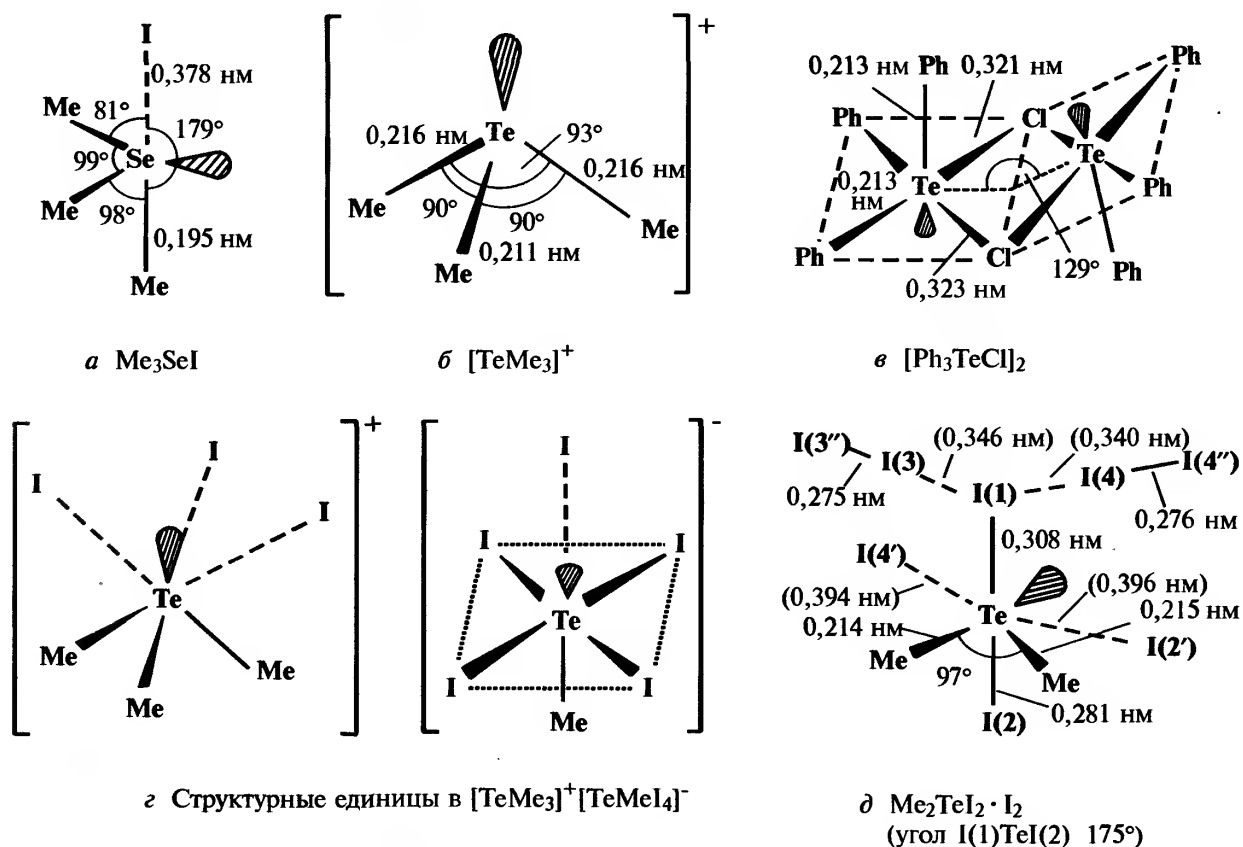 I
0,378 нм
Me
81°
179°
99°
Se
Me
98°
0,195 нм
Me
а Me₃SeI
+
0,216 нм
Te
93°
0,216 нм
Me
90°
90°
Me
Me
0,211 нм
б [TeMe₃]⁺
0,213 нм
Ph
0,321 нм
Ph
Ph
Cl
Te
0,213 нм
Te
Ph
Ph
Cl
129°
Ph
0,323 нм
в [Ph₃TeCl]₂
+
I
I
I
Te
Me
Me
Me
-
I
I
I
Te
I
I
Me
г Структурные единицы в [TeMe₃]⁺[TeMeI₄]⁻
I(3″)
(0,346 нм)
(0,340 нм)
I(3)
I(4)
I(4″)
0,275 нм
I(1)
0,276 нм
0,308 нм
I(4′)
(0,394 нм)
Te
(0,396 нм)
0,214 нм
0,215 нм
Me
I(2′)
97°
Me
0,281 нм
I(2)
д Me₂TeI₂ · I₂
(угол I(1)TeI(2) 175°)